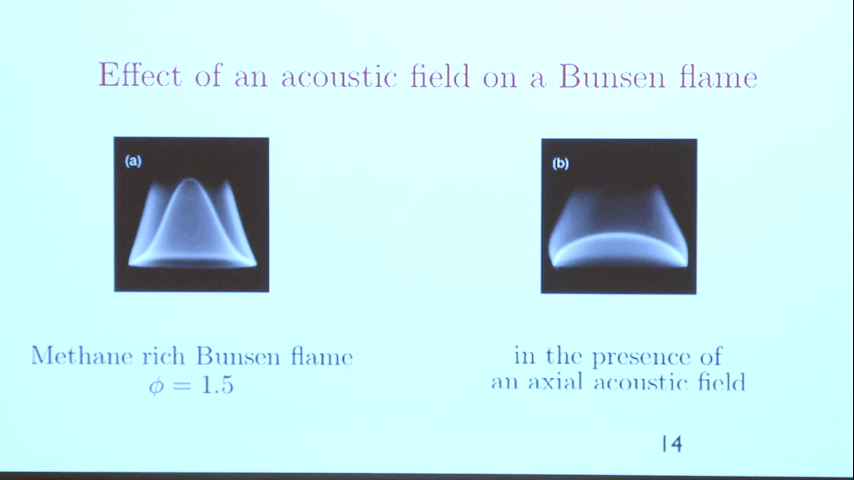 Effect of an acoustic field on a Bunsen flame
(a)
(b)
Methane rich Bunsen flame
ϕ = 1.5
in the presence of
an axial acoustic field
14